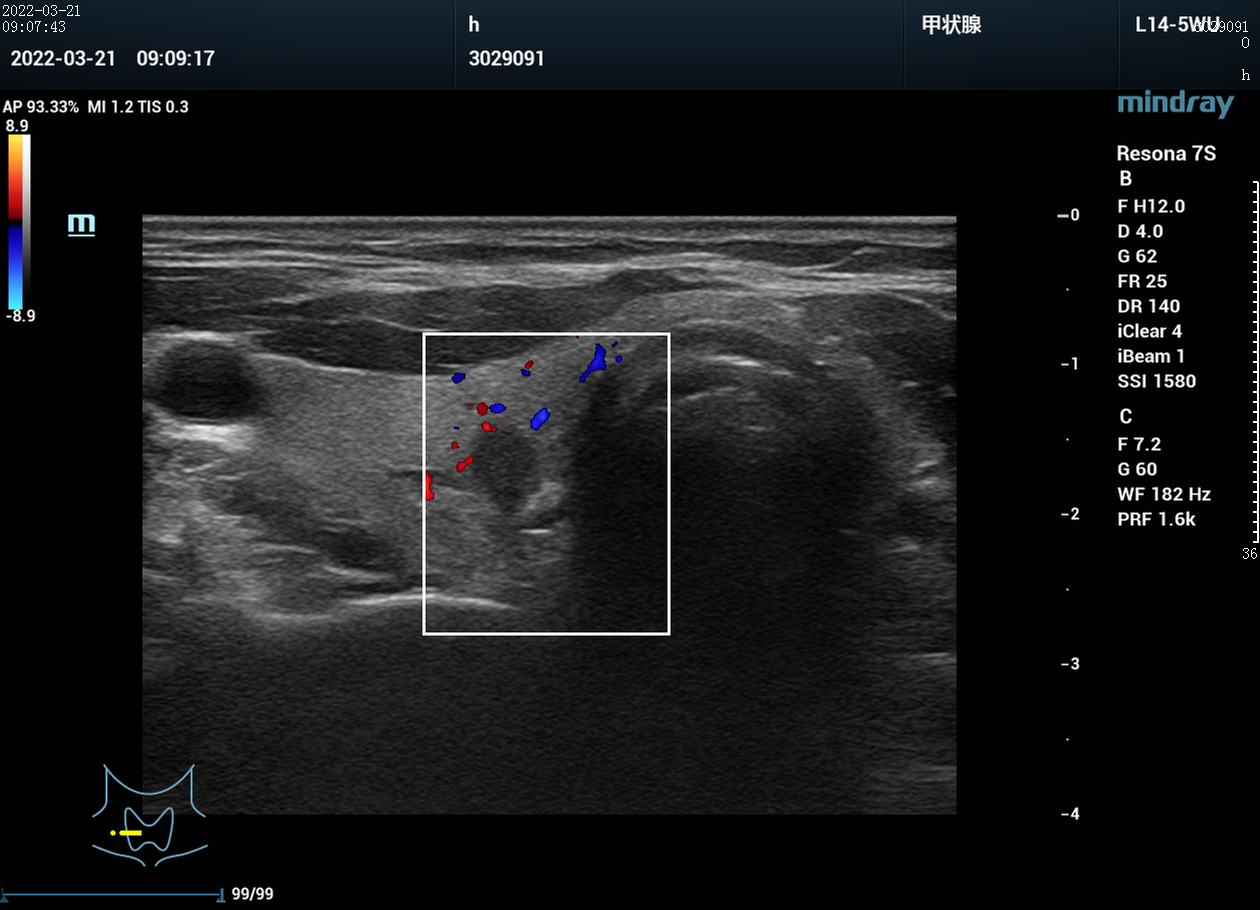 2022-03-21
09:07:43
h
甲状腺
L14-5WU
3029091
0
2022-03-21 09:09:17
3029091
h
AP 93.33% MI 1.2 TIS 0.3
mindray
8.9
-8.9
m
Resona 7S
B
F H12.0
D 4.0
G 62
FR 25
DR 140
iClear 4
iBeam 1
SSI 1580
C
F 7.2
G 60
WF 182 Hz
PRF 1.6k
0
-1
-2
-3
-4
36
99/99